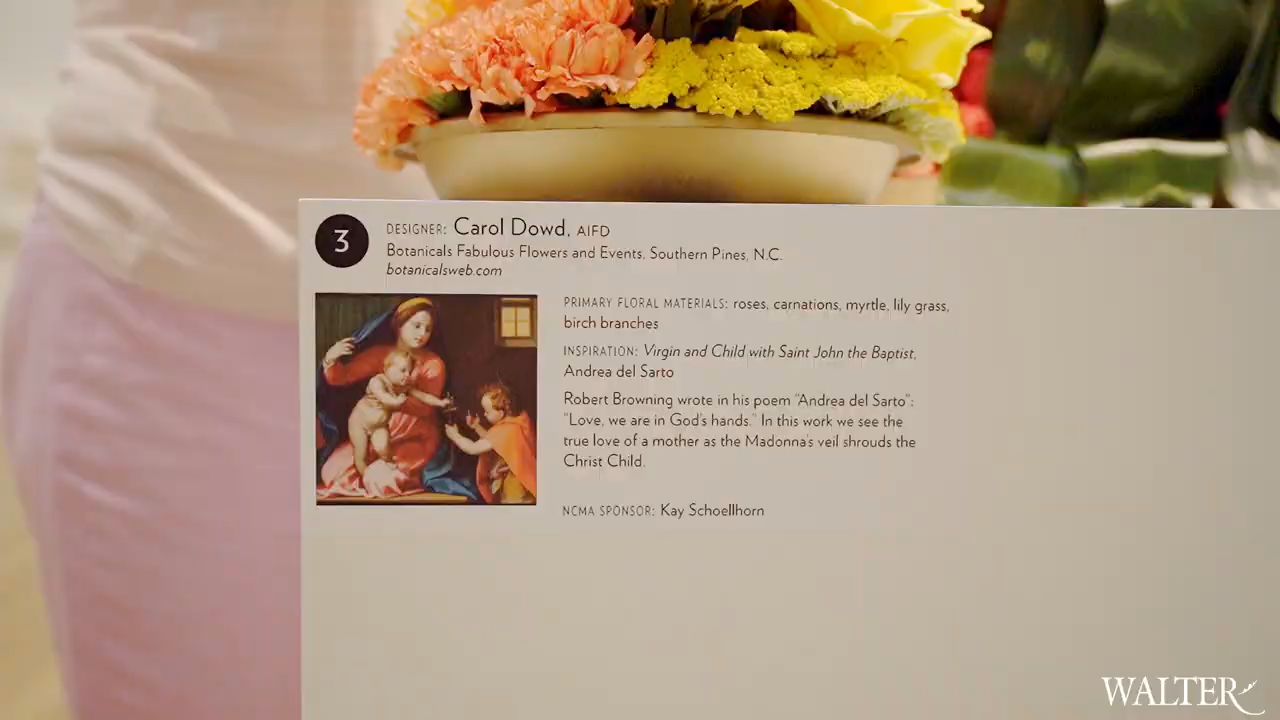 3
DESIGNER: Carol Dowd, AIFD
Botanicals Fabulous Flowers and Events, Southern Pines, N.C.
botanicalsweb.com
PRIMARY FLORAL MATERIALS: roses, carnations, myrtle, lily grass,
birch branches
INSPIRATION: Virgin and Child with Saint John the Baptist,
Andrea del Sarto
Robert Browning wrote in his poem "Andrea del Sarto":
"Love, we are in God's hands." In this work we see the
true love of a mother as the Madonna's veil shrouds the
Christ Child.
NCMA SPONSOR: Kay Schoellhorn
WALTER